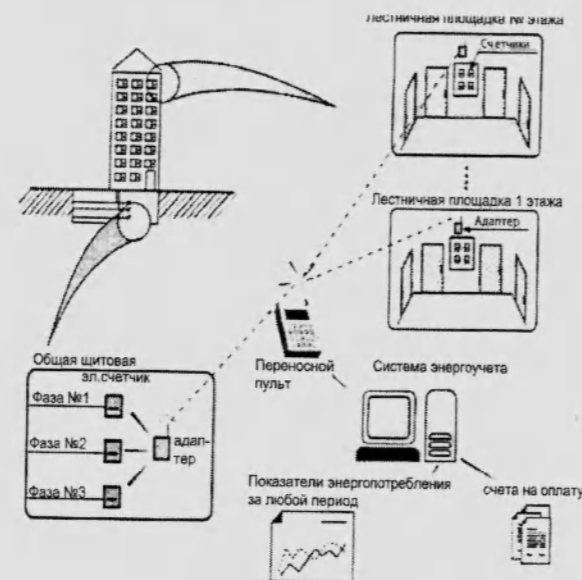 Лестничная площадка № этажа
Счетчики
Лестничная площадка 1 этажа
Адаптер
Общая щитовая
эл.счетчик
Фаза №1
Фаза №2
Фаза №3
адап-
тер
Переносной
пульт
Система энергоучета
Показатели энергопотребления
за любой период
счета на оплату